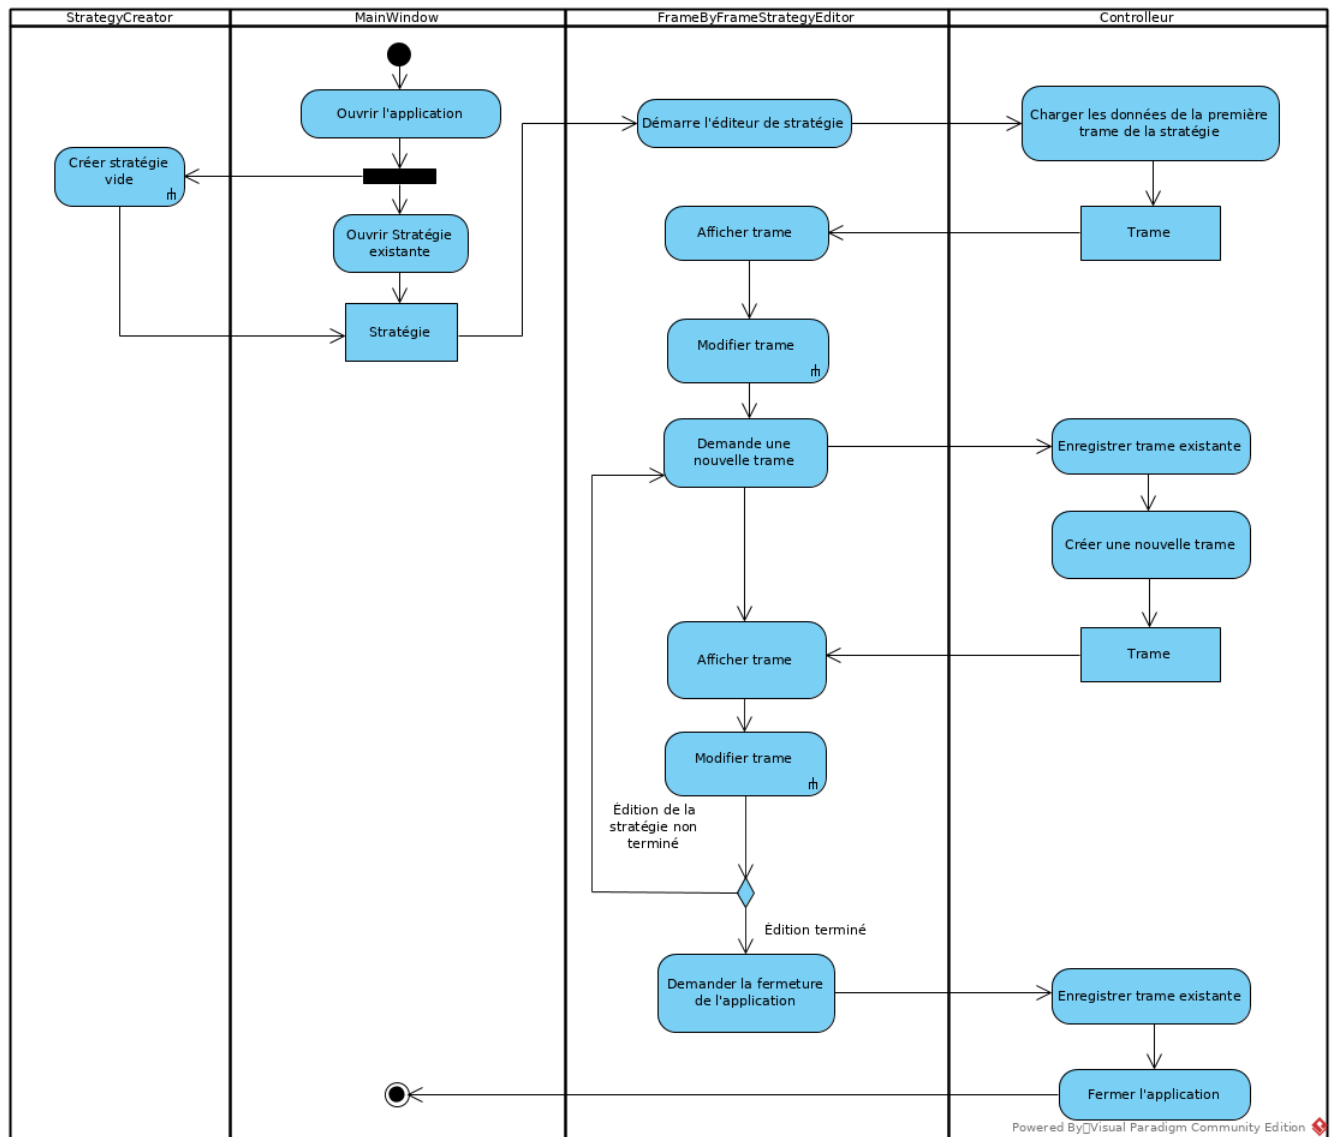 StrategyCreator
MainWindow
FrameByFrameStrategyEditor
Controlleur
Ouvrir l'application
Démarre l'éditeur de stratégie
Charger les données de la première
trame de la stratégie
Créer stratégie
vide
Ouvrir Stratégie
existante
Afficher trame
Trame
Stratégie
Modifier trame
Demande une
nouvelle trame
Enregistrer trame existante
Créer une nouvelle trame
Afficher trame
Trame
Modifier trame
Édition de la
stratégie non
terminé
Édition terminé
Demander la fermeture
de l'application
Enregistrer trame existante
Fermer l'application
Powered By Visual Paradigm Community Edition